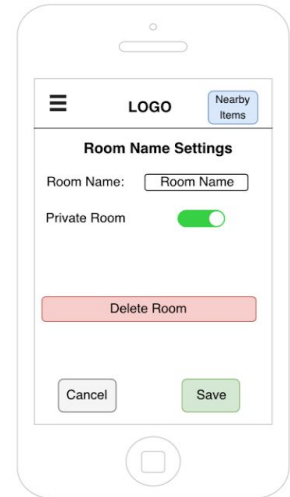 LOGO
Nearby
Items
Room Name Settings
Room Name: Room Name
Private Room
Delete Room
Cancel Save